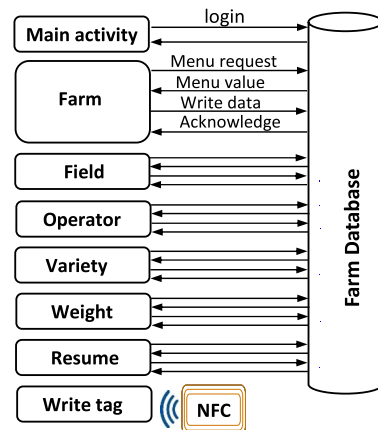 login
Main activity
Menu request
Menu value
Farm
Write data
Acknowledge
Field
Operator
Variety
Weight
Resume
Write tag
NFC
Farm Database